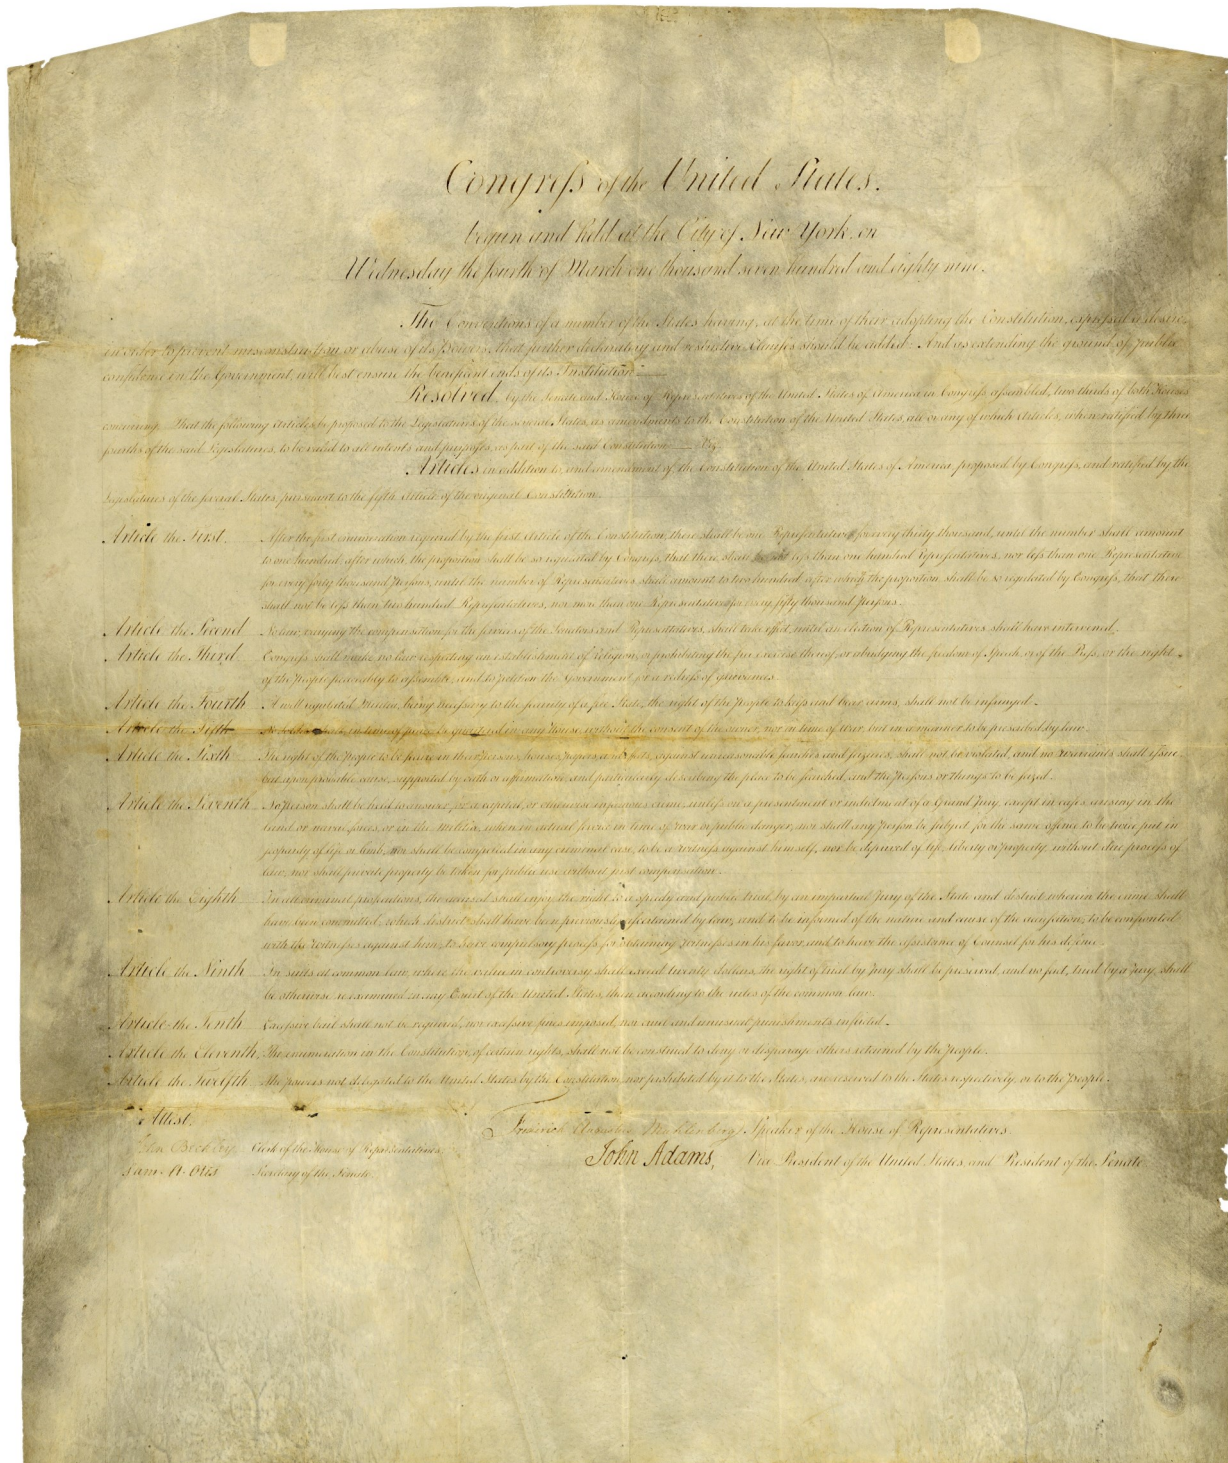 Congress of the United States.
begun and held at the City of New York, on
Wednesday the fourth of March one thousand seven hundred and eighty nine.
The Conventions of a number of the States having, at the time of their adopting the Constitution, expressed a desire,
in order to prevent misconstruction or abuse of its powers, that further declaratory and restrictive clauses should be added: And as extending the ground of public
confidence in the Government, will best ensure the beneficent ends of its Institution
Resolved, by the Senate and House of Representatives of the United States of America in Congress assembled, two thirds of both Houses
concurring, That the following Articles be proposed to the Legislatures of the several States, as amendments to the Constitution of the United States, all or any of which Articles, when ratified by three
fourths of the said Legislatures, to be valid to all intents and purposes, as part of the said Constitution Viz.
Articles in addition to, and amendment of the Constitution of the United States of America, proposed by Congress, and ratified by the
Legislatures of the several States, pursuant to the fifth Article of the original Constitution.
Article the First. After the first enumeration required by the first Article of the Constitution, there shall be one Representative for every thirty thousand, until the number shall amount
to one hundred, after which the proportion shall be so regulated by Congress, that there shall be not less than one hundred Representatives, nor less than one Representative
for every forty thousand persons, until the number of Representatives shall amount to two hundred, after which the proportion shall be so regulated by Congress, that there
shall not be less than two hundred Representatives, nor more than one Representative for every fifty thousand persons.
Article the Second No law, varying the compensation for the services of the Senators and Representatives, shall take effect, until an election of Representatives shall have intervened.
Article the Third. Congress shall make no law respecting an establishment of religion, or prohibiting the free exercise thereof, or abridging the freedom of Speech, or of the Press, or the right
of the People peaceably to assemble, and to petition the Government for a redress of grievances.
Article the Fourth. A well regulated Militia, being necessary to the security of a free State, the right of the People to keep and bear arms, shall not be infringed.
Article the Fifth. No Soldier shall, in time of peace, be quartered in any House, without the consent of the owner, nor in time of war, but in a manner to be prescribed by law.
Article the Sixth. The right of the People to be secure in their persons, houses, papers, and effects, against unreasonable searches and seizures, shall not be violated, and no warrants shall issue,
but upon probable cause, supported by oath or affirmation, and particularly describing the place to be searched, and the persons or things to be seized.
Article the Seventh. No person shall be held to answer for a capital, or otherwise infamous crime, unless on a presentment or indictment of a Grand Jury, except in cases arising in the
land or naval forces, or in the Militia, when in actual service in time of War or public danger, nor shall any person be subject for the same offence to be twice put in
jeopardy of life or limb, nor shall be compelled in any criminal case, to be a witness against himself, nor be deprived of life, liberty or property, without due process of
law, nor shall private property be taken for public use without just compensation.
Article the Eighth. In all criminal prosecutions, the accused shall enjoy the right to a speedy and public trial, by an impartial Jury of the State and district wherein the crime shall
have been committed, which district shall have been previously ascertained by law, and to be informed of the nature and cause of the accusation, to be confronted
with the witnesses against him, to have compulsory process for obtaining witnesses in his favor, and to have the assistance of Counsel for his defence.
Article the Ninth. In suits at common law, where the value in controversy shall exceed twenty dollars, the right of trial by Jury shall be preserved, and no fact, tried by a Jury, shall
be otherwise re-examined in any Court of the United States, than according to the rules of the common law.
Article the Tenth. Excessive bail shall not be required, nor excessive fines imposed, nor cruel and unusual punishments inflicted.
Article the Eleventh. The enumeration in the Constitution, of certain rights, shall not be construed to deny or disparage others retained by the people.
Article the Twelfth. The powers not delegated to the United States by the Constitution, nor prohibited by it to the States, are reserved to the States respectively, or to the People.
Attest.
Frederick Augustus Muhlenberg Speaker of the House of Representatives.
John Beckley, Clerk of the House of Representatives.
John Adams, Vice President of the United States, and President of the Senate
Sam. A. Otis Secretary of the Senate.